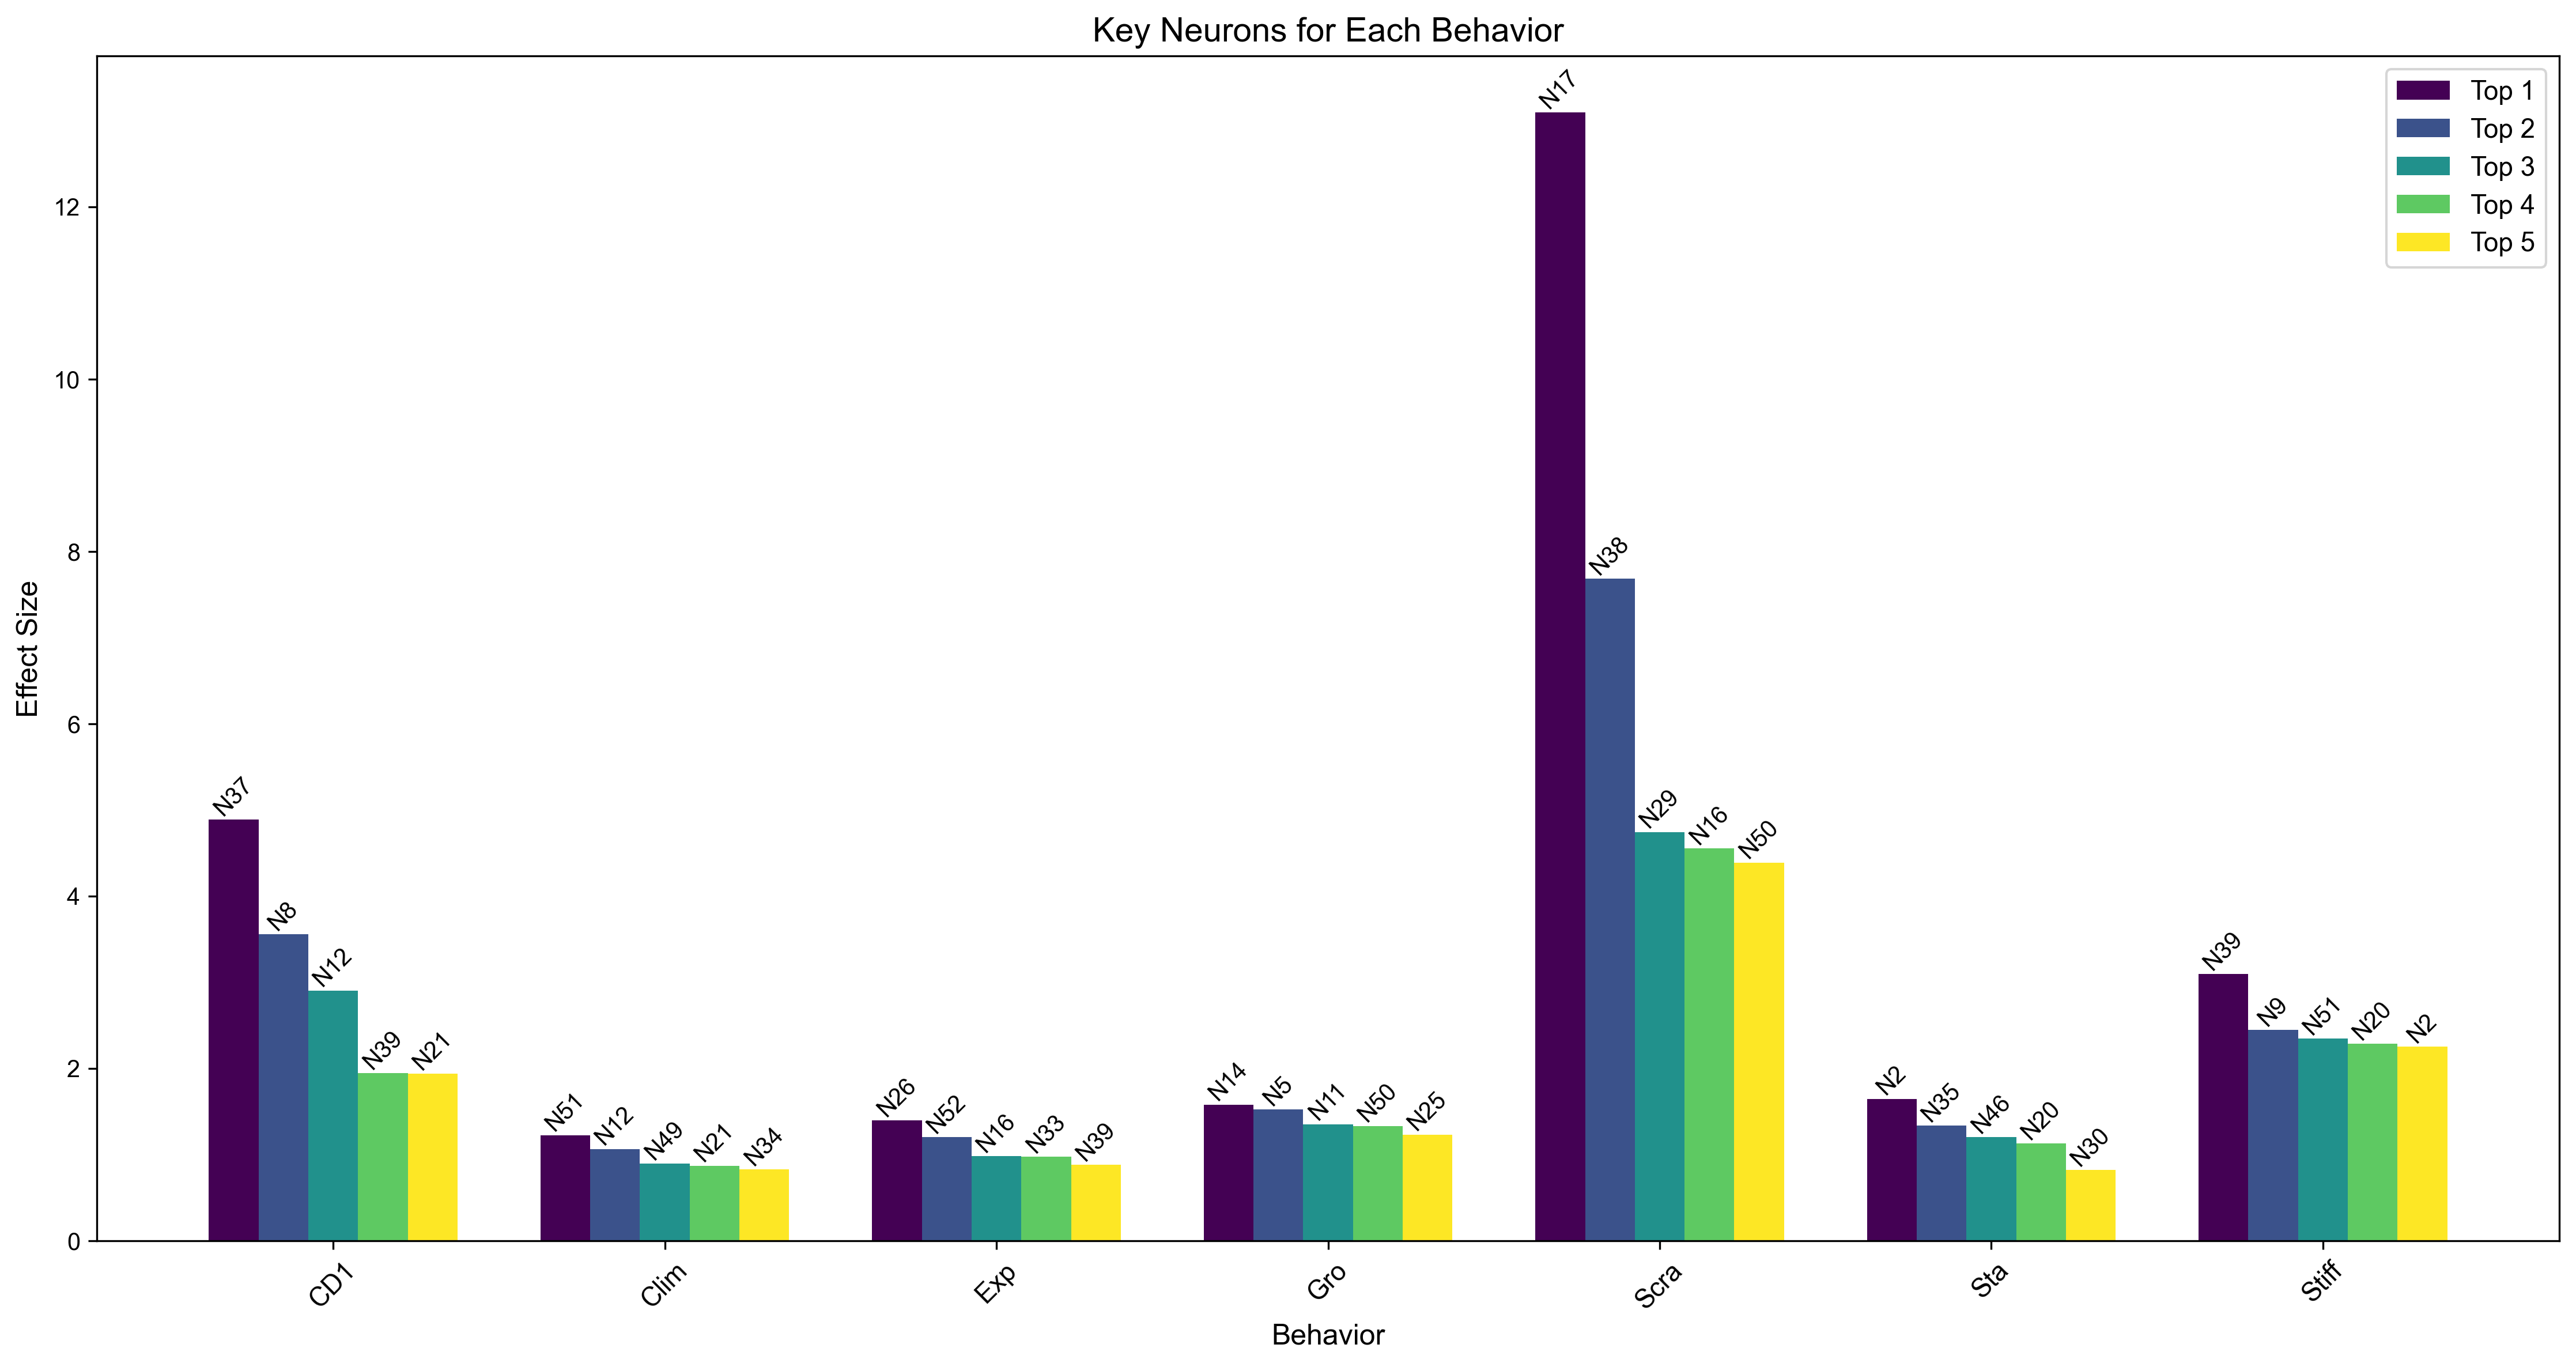 Key Neurons for Each Behavior
Top 1
Top 2
Top 3
Top 4
Top 5
Effect Size
12
10
8
6
4
2
0
N37
N8
N12
N39
N21
N51
N12
N49
N21
N34
N26
N52
N16
N33
N39
N14
N5
N11
N50
N25
N17
N38
N29
N16
N50
N2
N35
N46
N20
N30
N39
N9
N51
N20
N2
CD1
Clim
Exp
Gro
Scra
Sta
Stiff
Behavior